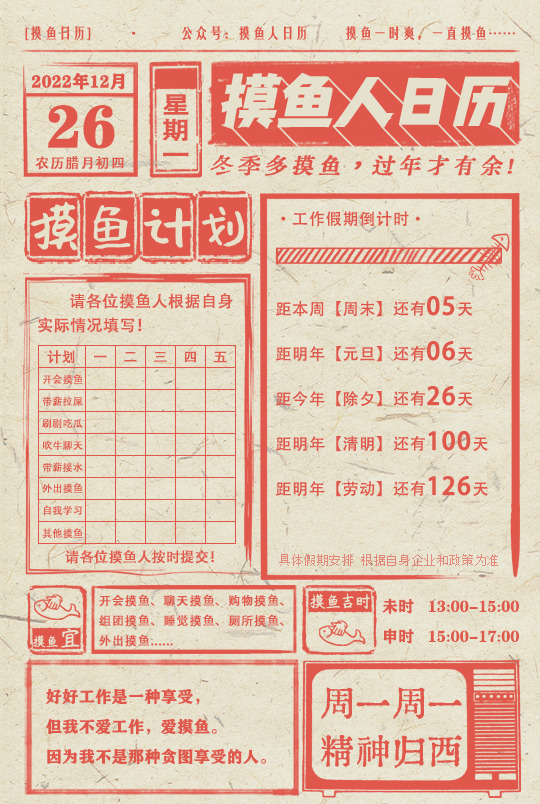 [摸鱼日历] · 公众号：摸鱼人日历 摸鱼一时爽，一直摸鱼······
2022年12月
26
农历腊月初四
星期一
摸鱼人日历
冬季多摸鱼，过年才有余！
摸鱼计划
请各位摸鱼人根据自身
实际情况填写！
计划 一 二 三 四 五
开会摸鱼
带薪拉屎
刷剧吃瓜
吹牛聊天
带薪接水
外出摸鱼
自我学习
其他摸鱼
请各位摸鱼人按时提交！
·工作假期倒计时·
距本周【周末】还有05天
距明年【元旦】还有06天
距今年【除夕】还有26天
距明年【清明】还有100天
距明年【劳动】还有126天
具体假期安排 根据自身企业和政策为准
摸鱼宜
开会摸鱼、聊天摸鱼、购物摸鱼、
组团摸鱼、睡觉摸鱼、厕所摸鱼、
外出摸鱼......
摸鱼吉时
未时 13:00-15:00
申时 15:00-17:00
好好工作是一种享受，
但我不爱工作，爱摸鱼。
因为我不是那种贪图享受的人。
周一周一
精神归西